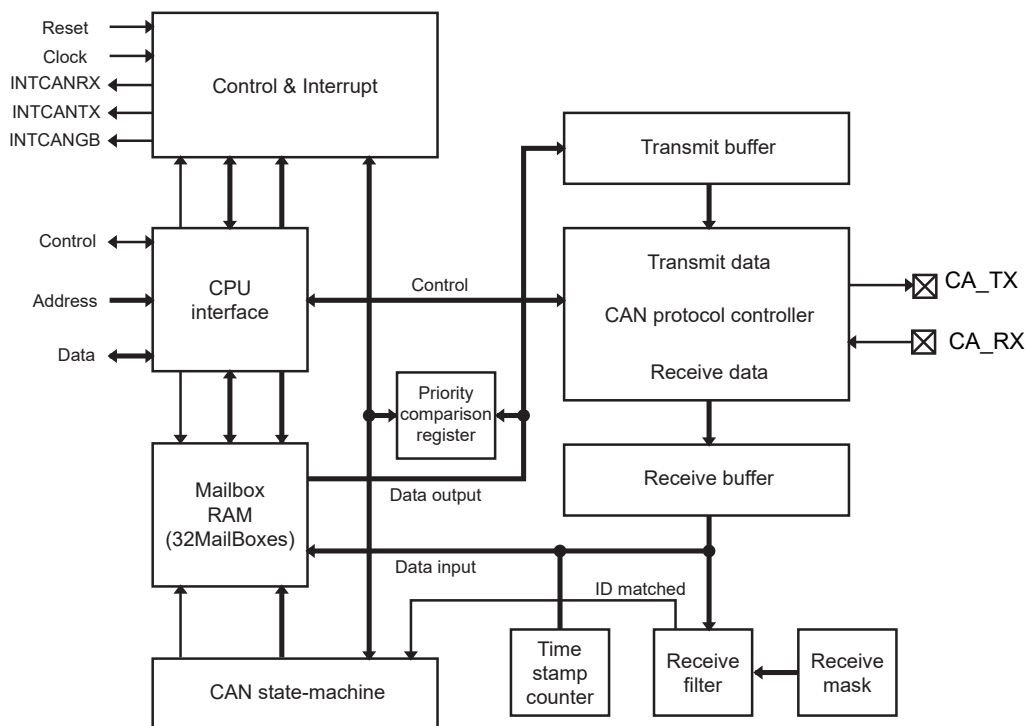 Reset
Clock
INTCANRX
INTCANTX
INTCANGB
Control & Interrupt
Transmit buffer
Control
Address
Data
CPU
interface
Control
Transmit data
CAN protocol controller
Receive data
CA_TX
CA_RX
Priority
comparison
register
Mailbox
RAM
(32MailBoxes)
Data output
Receive buffer
Data input
ID matched
CAN state-machine
Time
stamp
counter
Receive
filter
Receive
mask